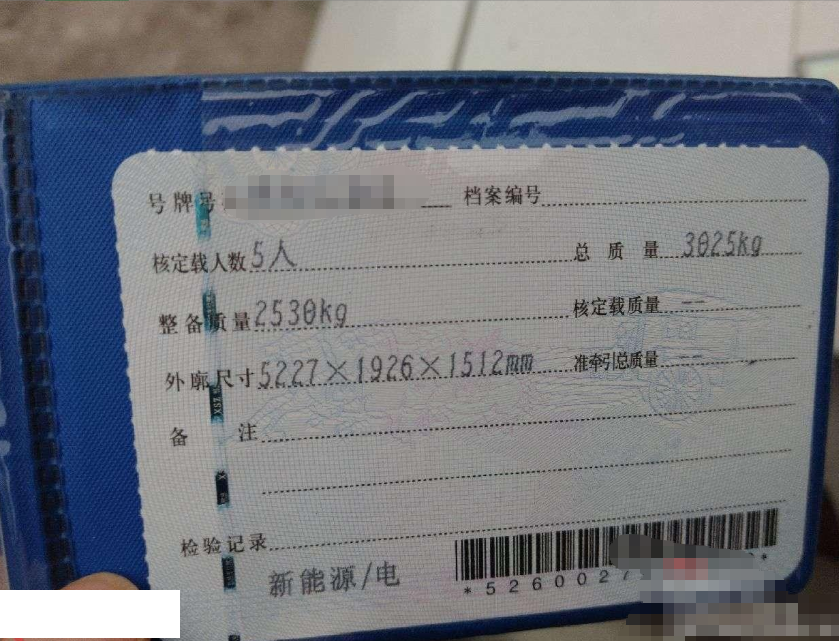 号牌号 档案编号
核定载人数 5人 总质量 3025kg
整备质量 2530kg 核定载质量 --
外廓尺寸 5227×1926×1512mm 准牵引总质量 --
备注
检验记录
新能源/电
*526002
XSZ